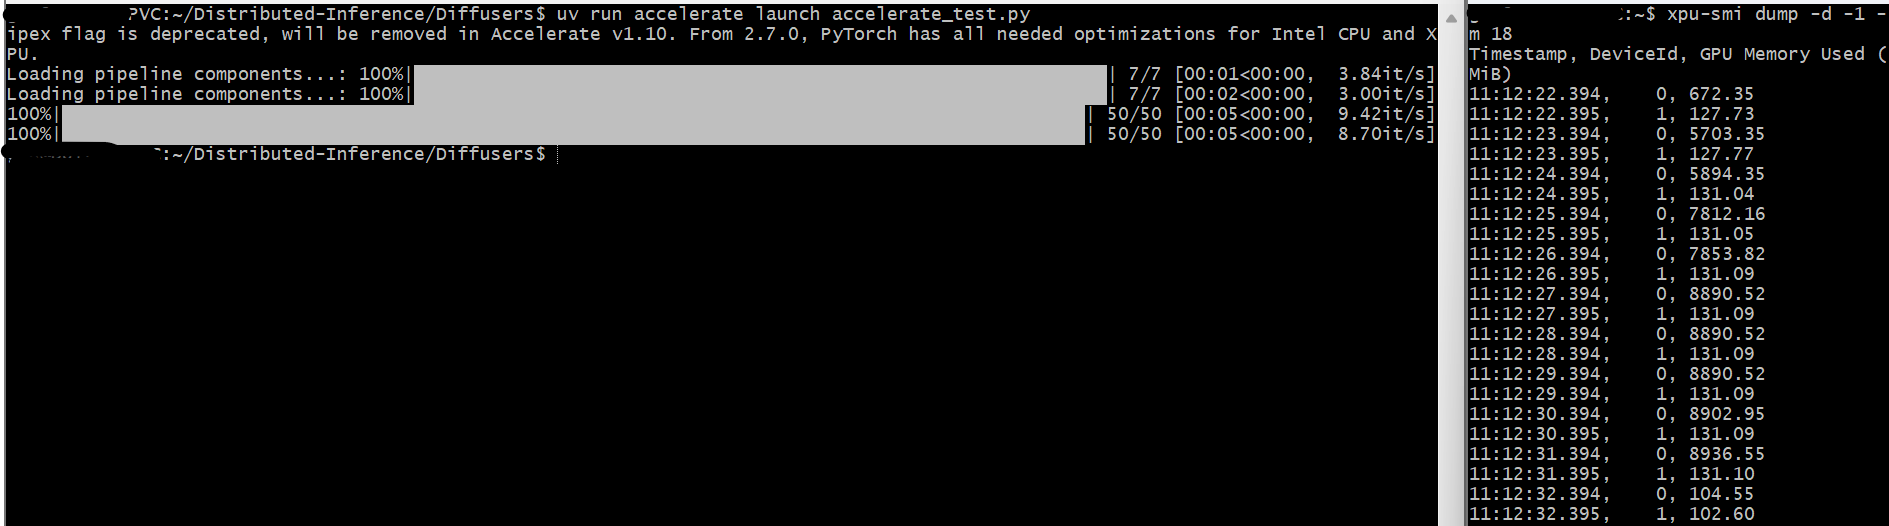 PVC:~/Distributed-Inference/Diffusers$ uv run accelerate launch accelerate_test.py
ipex flag is deprecated, will be removed in Accelerate v1.10. From 2.7.0, PyTorch has all needed optimizations for Intel CPU and X
PU.
Loading pipeline components...: 100%| | 7/7 [00:01<00:00, 3.84it/s]
Loading pipeline components...: 100%| | 7/7 [00:02<00:00, 3.00it/s]
100%| | 50/50 [00:05<00:00, 9.42it/s]
100%| | 50/50 [00:05<00:00, 8.70it/s]
:~/Distributed-Inference/Diffusers$
:~$ xpu-smi dump -d -1 -
m 18
Timestamp, DeviceId, GPU Memory Used (
MiB)
11:12:22.394, 0, 672.35
11:12:22.395, 1, 127.73
11:12:23.394, 0, 5703.35
11:12:23.395, 1, 127.77
11:12:24.394, 0, 5894.35
11:12:24.395, 1, 131.04
11:12:25.394, 0, 7812.16
11:12:25.395, 1, 131.05
11:12:26.394, 0, 7853.82
11:12:26.395, 1, 131.09
11:12:27.394, 0, 8890.52
11:12:27.395, 1, 131.09
11:12:28.394, 0, 8890.52
11:12:28.394, 1, 131.09
11:12:29.394, 0, 8890.52
11:12:29.394, 1, 131.09
11:12:30.394, 0, 8902.95
11:12:30.395, 1, 131.09
11:12:31.394, 0, 8936.55
11:12:31.395, 1, 131.10
11:12:32.394, 0, 104.55
11:12:32.395, 1, 102.60